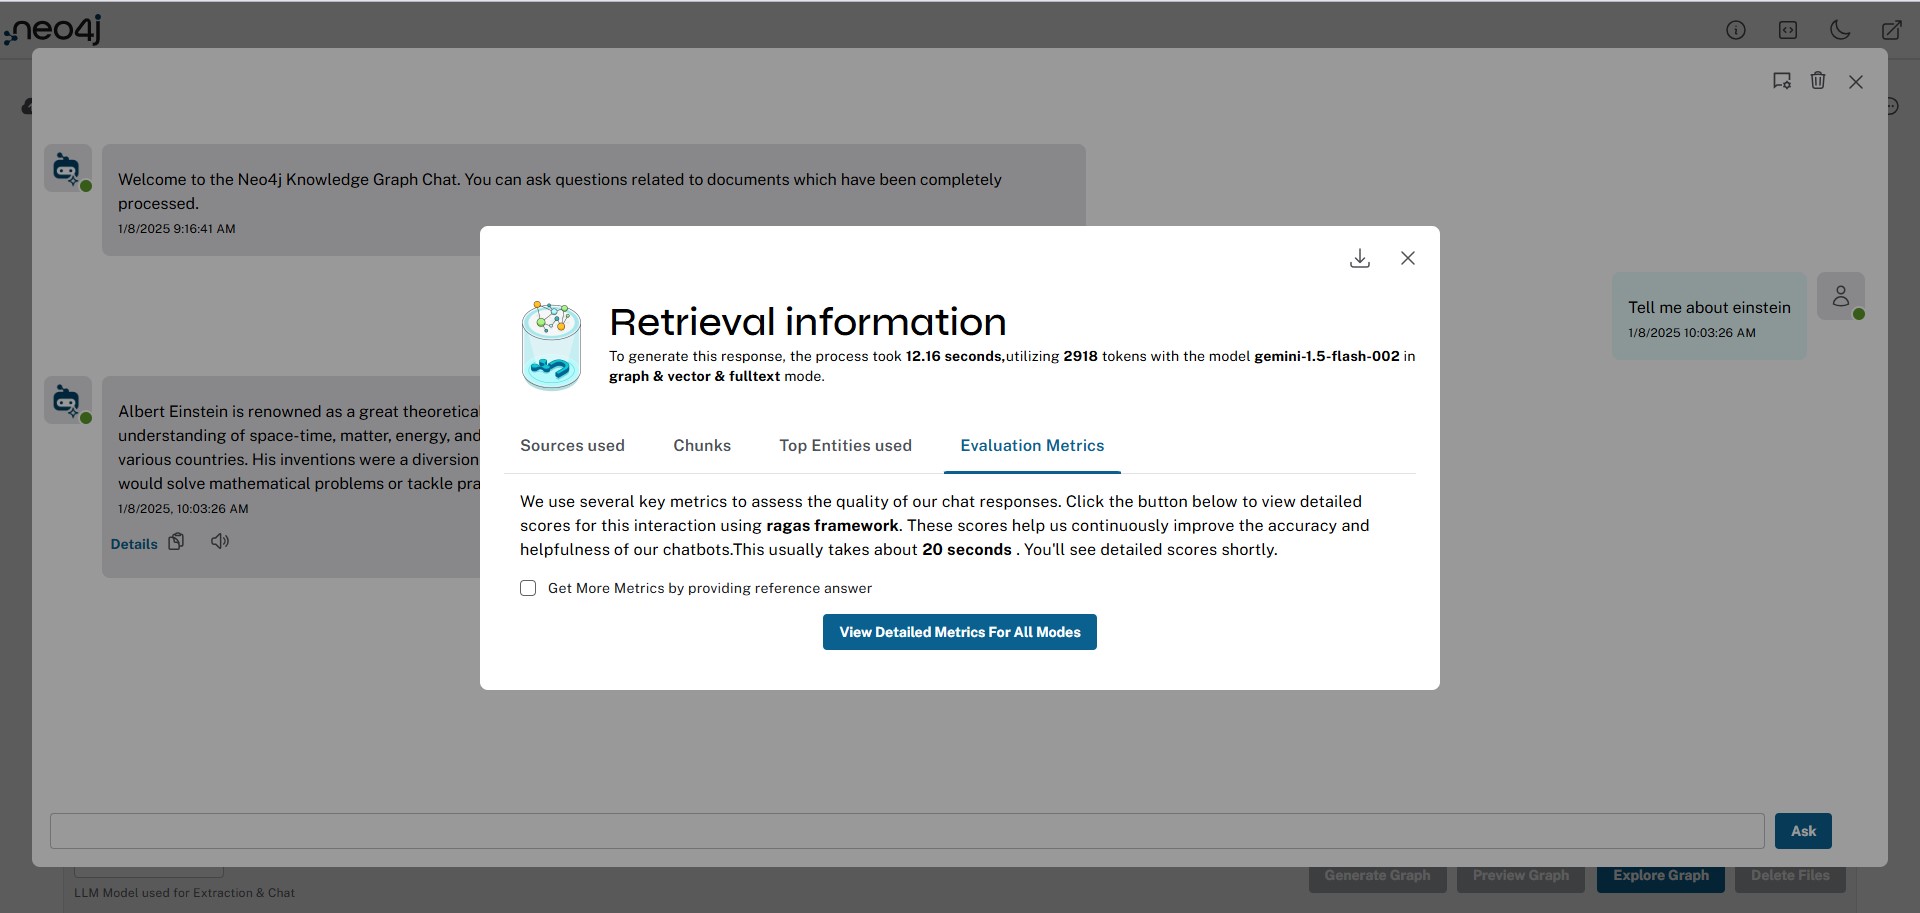 neo4j
Welcome to the Neo4j Knowledge Graph Chat. You can ask questions related to documents which have been completely
processed.
1/8/2025 9:16:41 AM
Tell me about einstein
1/8/2025 10:03:26 AM
Albert Einstein is renowned as a great theoretical
understanding of space-time, matter, energy, and
various countries. His inventions were a diversion
would solve mathematical problems or tackle pra
1/8/2025, 10:03:26 AM
Details
Retrieval information
To generate this response, the process took 12.16 seconds,utilizing 2918 tokens with the model gemini-1.5-flash-002 in
graph & vector & fulltext mode.
Sources used Chunks Top Entities used Evaluation Metrics
We use several key metrics to assess the quality of our chat responses. Click the button below to view detailed
scores for this interaction using ragas framework. These scores help us continuously improve the accuracy and
helpfulness of our chatbots.This usually takes about 20 seconds . You'll see detailed scores shortly.
Get More Metrics by providing reference answer
View Detailed Metrics For All Modes
Ask
LLM Model used for Extraction & Chat
Generate Graph Preview Graph Explore Graph Delete Files